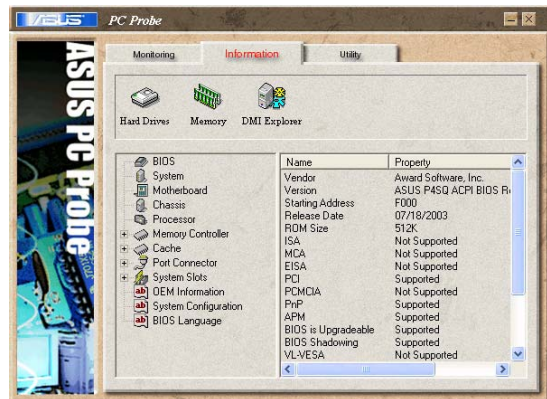 ASUS PC Probe
Monitoring Information Utility
ASUS PC Probe
Hard Drives Memory DMI Explorer
BIOS
System
Motherboard
Chassis
Processor
Memory Controller
Cache
Port Connector
System Slots
OEM Information
System Configuration
BIOS Language
Name Property
Vendor Award Software, Inc.
Version ASUS P4SQ ACPI BIOS
Starting Address F000
Release Date 07/18/2003
ROM Size 512K
ISA Not Supported
MCA Not Supported
EISA Not Supported
PCI Supported
PCMCIA Not Supported
PnP Supported
APM Supported
BIOS is Upgradeable Supported
BIOS Shadowing Supported
VL-VESA Not Supported